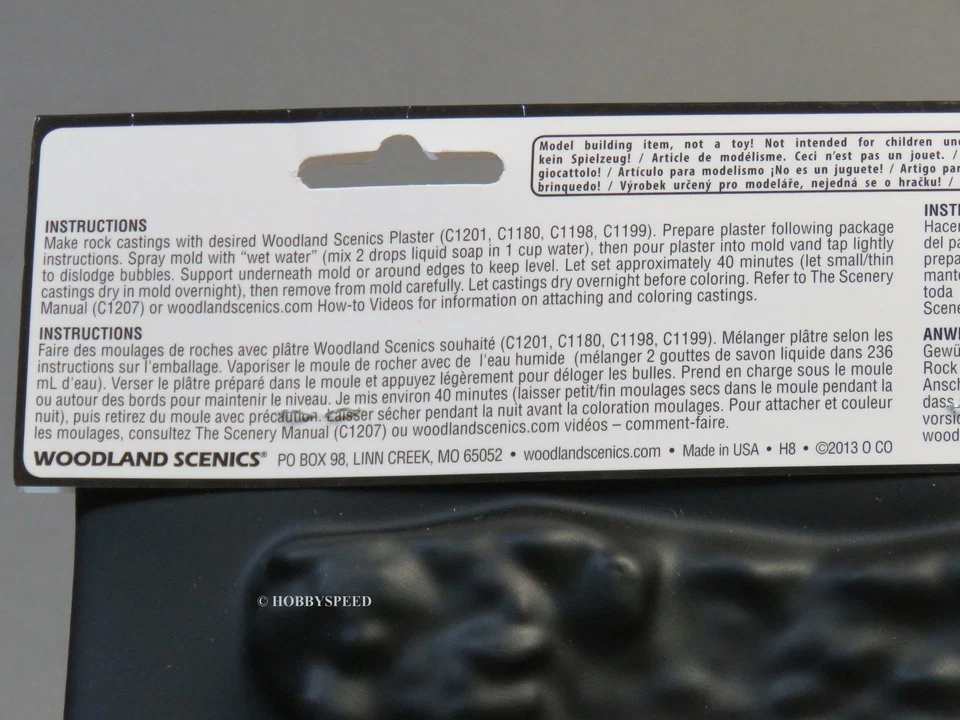 Model building item, not a toy! Not intended for children
kein Spielzeug! / Article de modélisme. Ceci n'est pas un jouet. /
giocattolo! / Artículo para modelismo ¡No es un juguete! / Artigo
brinquedo! / Výrobek určený pro modeláře, nejedná se o hračku! /
INSTRUCTIONS
Make rock castings with desired Woodland Scenics Plaster (C1201, C1180, C1198, C1199). Prepare plaster following package
instructions. Spray mold with "wet water" (mix 2 drops liquid soap in 1 cup water), then pour plaster into mold vand tap lightly
to dislodge bubbles. Support underneath mold or around edges to keep level. Let set approximately 40 minutes (let small/thin
castings dry in mold overnight), then remove from mold carefully. Let castings dry overnight before coloring. Refer to The Scenery
Manual (C1207) or woodlandscenics.com How-to Videos for information on attaching and coloring castings.
INSTRUCTIONS
Faire des moulages de roches avec plâtre Woodland Scenics souhaité (C1201, C1180, C1198, C1199). Mélanger plâtre selon les
instructions sur l'emballage. Vaporiser le moule de rocher avec de l'eau humide (mélanger 2 gouttes de savon liquide dans 236
mL d'eau). Verser le plâtre préparé dans le moule et appuyez légèrement pour déloger les bulles. Prend en charge sous le moule
ou autour des bords pour maintenir le niveau. Je mis environ 40 minutes (laisser petit/fin moulages secs dans le moule pendant la
nuit), puis retirez du moule avec précaution. Laisser sécher pendant la nuit avant la coloration moulages. Pour attacher et couleur
les moulages, consultez The Scenery Manual (C1207) ou woodlandscenics.com vidéos – comment-faire.
WOODLAND SCENICS® PO BOX 98, LINN CREEK, MO 65052 • woodlandscenics.com • Made in USA • H8 • ©2013 O CO
Hacer
del
toda
Rock
dass
© HOBBYSPEED